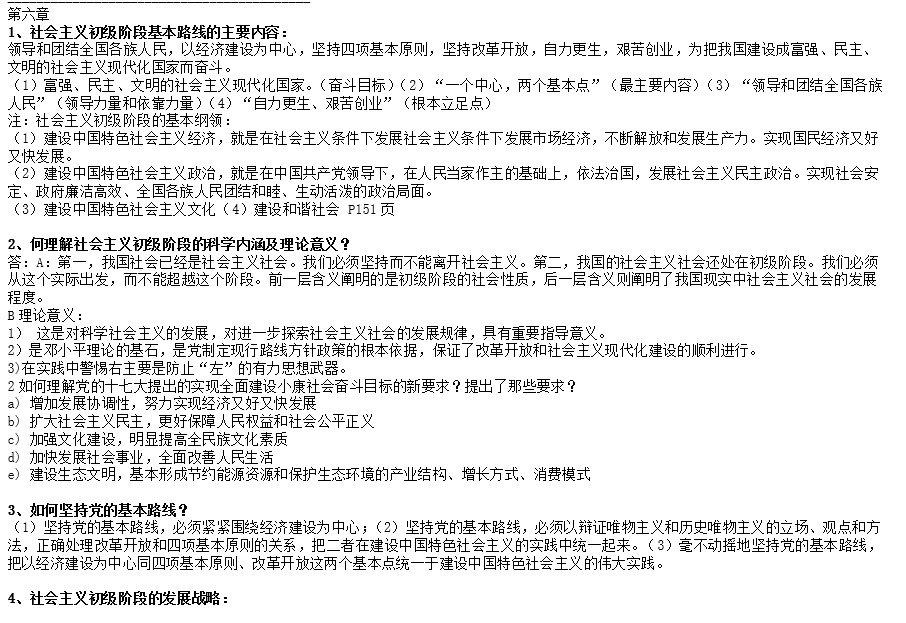 第六章
1、社会主义初级阶段基本路线的主要内容：
领导和团结全国各族人民，以经济建设为中心，坚持四项基本原则，坚持改革开放，自力更生，艰苦创业，为把我国建设成富强、民主、
文明的社会主义现代化国家而奋斗。
（1）富强、民主、文明的社会主义现代化国家。（奋斗目标）（2）“一个中心，两个基本点”（最主要内容）（3）“领导和团结全国各族
人民”（领导力量和依靠力量）（4）“自力更生、艰苦创业”（根本立足点）
注：社会主义初级阶段的基本纲领：
（1）建设中国特色社会主义经济，就是在社会主义条件下发展社会主义条件下发展市场经济，不断解放和发展生产力。实现国民经济又好
又快发展。
（2）建设中国特色社会主义政治，就是在中国共产党领导下，在人民当家作主的基础上，依法治国，发展社会主义民主政治。实现社会安
定、政府廉洁高效、全国各族人民团结和睦、生动活泼的政治局面。
（3）建设中国特色社会主义文化（4）建设和谐社会 P151页
2、何理解社会主义初级阶段的科学内涵及理论意义？
答：A：第一，我国社会已经是社会主义社会。我们必须坚持而不能离开社会主义。第二，我国的社会主义社会还处在初级阶段。我们必须
从这个实际出发，而不能超越这个阶段。前一层含义阐明的是初级阶段的社会性质，后一层含义则阐明了我国现实中社会主义社会的发展
程度。
B理论意义：
1） 这是对科学社会主义的发展，对进一步探索社会主义社会的发展规律，具有重要指导意义。
2）是邓小平理论的基石，是党制定现行路线方针政策的根本依据，保证了改革开放和社会主义现代化建设的顺利进行。
3)在实践中警惕右主要是防止“左”的有力思想武器。
2如何理解党的十七大提出的实现全面建设小康社会奋斗目标的新要求？提出了那些要求？
a) 增加发展协调性，努力实现经济又好又快发展
b) 扩大社会主义民主，更好保障人民权益和社会公平正义
c) 加强文化建设，明显提高全民族文化素质
d) 加快发展社会事业，全面改善人民生活
e) 建设生态文明，基本形成节约能源资源和保护生态环境的产业结构、增长方式、消费模式
3、如何坚持党的基本路线？
（1）坚持党的基本路线，必须紧紧围绕经济建设为中心；（2）坚持党的基本路线，必须以辩证唯物主义和历史唯物主义的立场、观点和方
法，正确处理改革开放和四项基本原则的关系，把二者在建设中国特色社会主义的实践中统一起来。（3）毫不动摇地坚持党的基本路线，
把以经济建设为中心同四项基本原则、改革开放这两个基本点统一于建设中国特色社会主义的伟大实践。
4、社会主义初级阶段的发展战略：